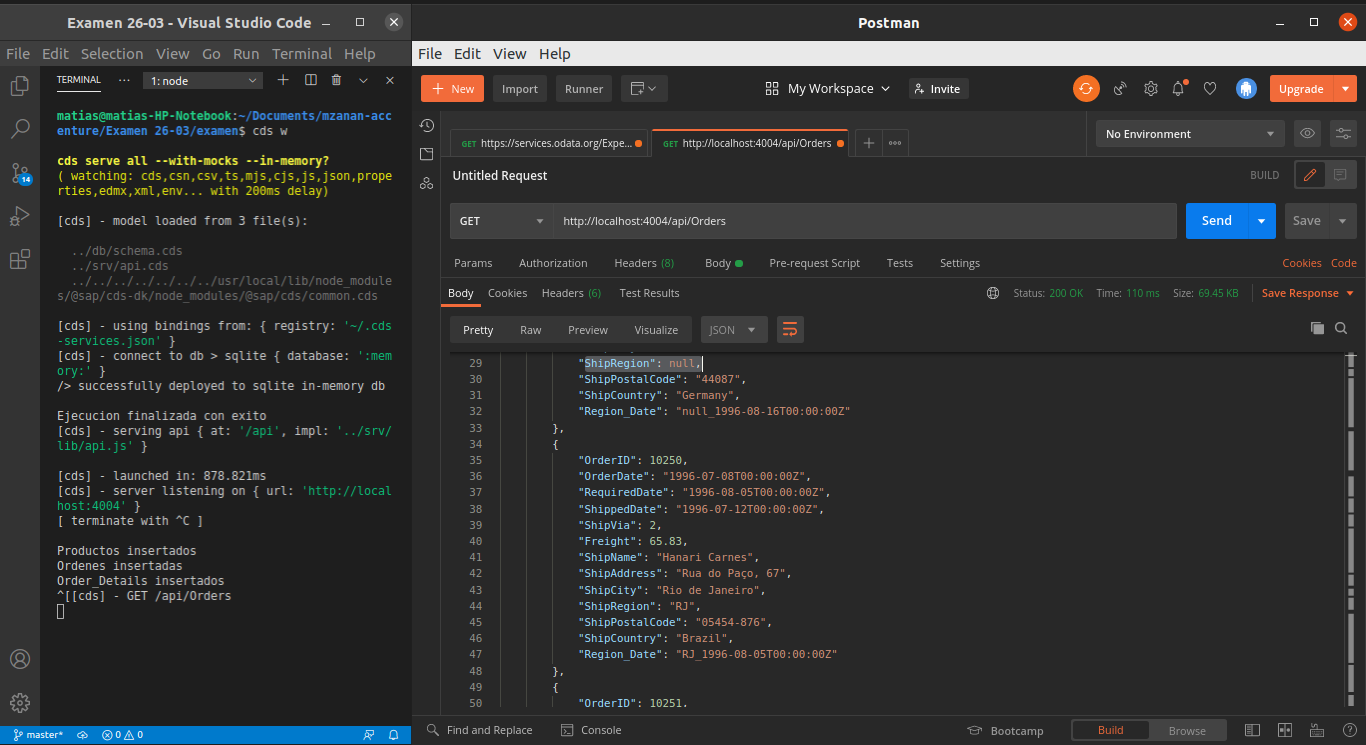 Examen 26-03 - Visual Studio Code
File Edit Selection View Go Run Terminal Help
TERMINAL ··· 1: node
matias@matias-HP-Notebook:~/Documents/mzanan-acc
enture/Examen 26-03/examen$ cds w
cds serve all --with-mocks --in-memory?
( watching: cds,csn,csv,ts,mjs,cjs,js,json,prope
rties,edmx,xml,env... with 200ms delay)
[cds] - model loaded from 3 file(s):
../db/schema.cds
../srv/api.cds
../../../../../../../usr/local/lib/node_module
s/@sap/cds-dk/node_modules/@sap/cds/common.cds
[cds] - using bindings from: { registry: '~/.cds
-services.json' }
[cds] - connect to db > sqlite { database: ':mem
ory:' }
/> successfully deployed to sqlite in-memory db
Ejecucion finalizada con exito
[cds] - serving api { at: '/api', impl: '../srv/
lib/api.js' }
[cds] - launched in: 878.821ms
[cds] - server listening on { url: 'http://local
host:4004' }
[ terminate with ^C ]
Productos insertados
Ordenes insertadas
Order_Details insertados
^[[cds] - GET /api/Orders
14
master* 0 0
Postman
File Edit View Help
New Import Runner My Workspace Invite Upgrade
GET https://services.odata.org/Expe... GET http://localhost:4004/api/Orders No Environment
Untitled Request BUILD
GET http://localhost:4004/api/Orders Send Save
Params Authorization Headers (8) Body Pre-request Script Tests Settings Cookies Code
Body Cookies Headers (6) Test Results Status: 200 OK Time: 110 ms Size: 69.45 KB Save Response
Pretty Raw Preview Visualize JSON
29 "ShipRegion": null,
30 "ShipPostalCode": "44087",
31 "ShipCountry": "Germany",
32 "Region_Date": "null_1996-08-16T00:00:00Z"
33 },
34 {
35 "OrderID": 10250,
36 "OrderDate": "1996-07-08T00:00:00Z",
37 "RequiredDate": "1996-08-05T00:00:00Z",
38 "ShippedDate": "1996-07-12T00:00:00Z",
39 "ShipVia": 2,
40 "Freight": 65.83,
41 "ShipName": "Hanari Carnes",
42 "ShipAddress": "Rua do Paço, 67",
43 "ShipCity": "Rio de Janeiro",
44 "ShipRegion": "RJ",
45 "ShipPostalCode": "05454-876",
46 "ShipCountry": "Brazil",
47 "Region_Date": "RJ_1996-08-05T00:00:00Z"
48 },
49 {
50 "OrderID": 10251,
Find and Replace Console Bootcamp Build Browse